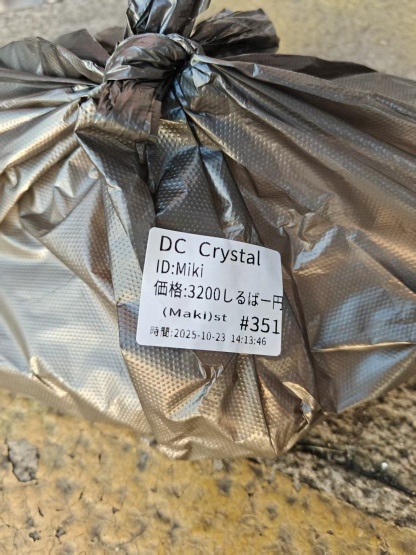 DC Crystal
ID:Miki
価格:3200しるばー円
(Maki)st #351
時間:2025-10-23 14:13:46